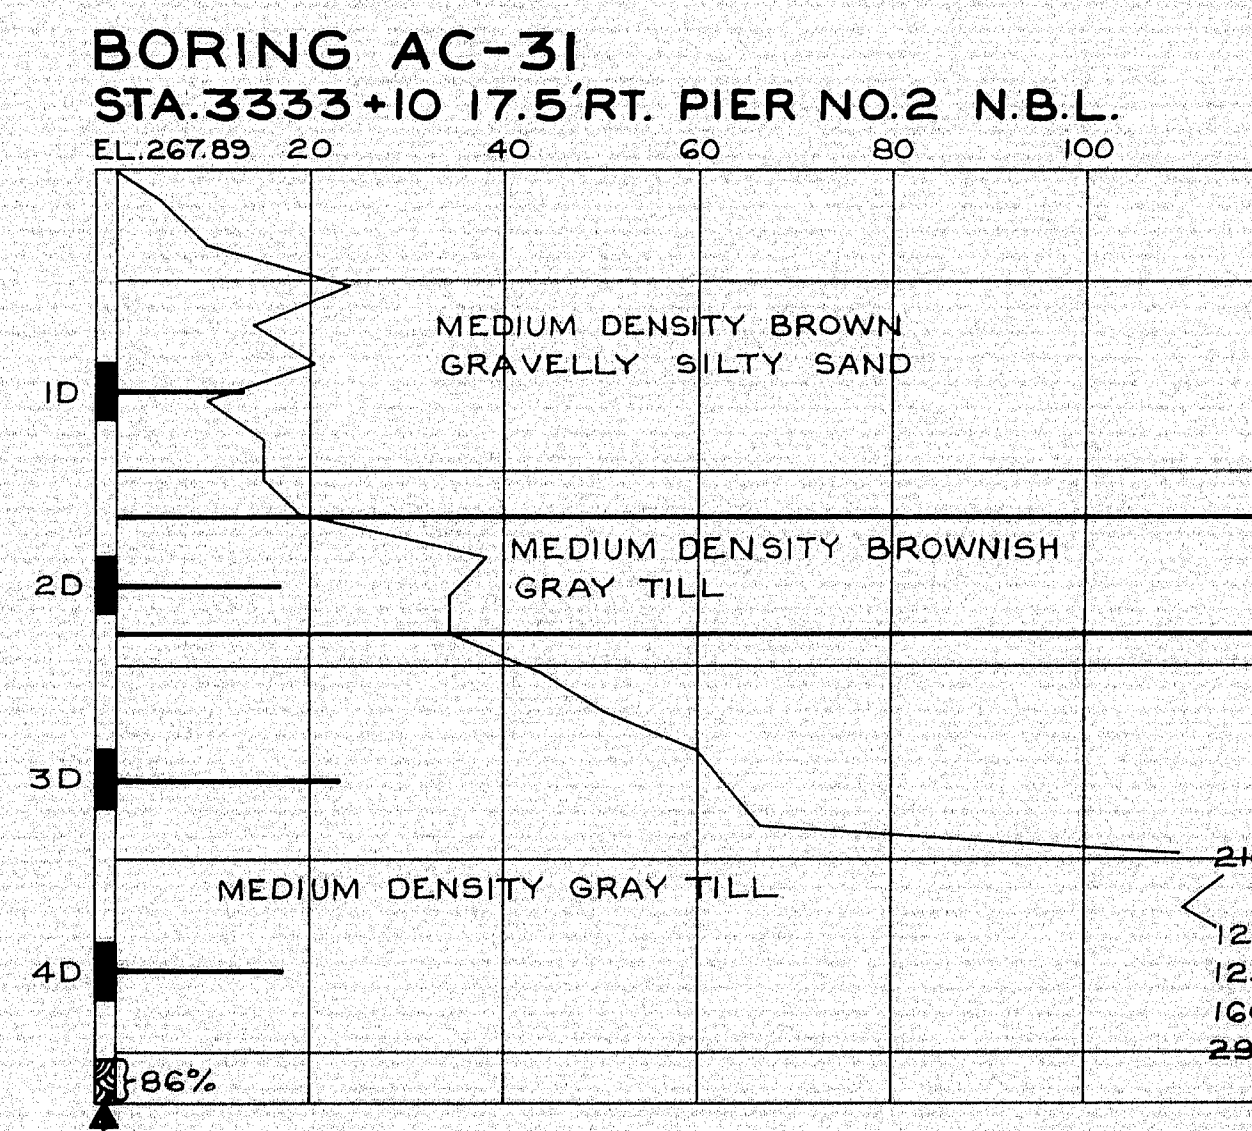 BORING AC-31
STA.3333+10 17.5'RT. PIER NO.2 N.B.L.
EL.267.89 20 40 60 80 100
MEDIUM DENSITY BROWN
GRAVELLY SILTY SAND
1D
MEDIUM DENSITY BROWNISH
GRAY TILL
2D
3D
MEDIUM DENSITY GRAY TILL
4D
86%